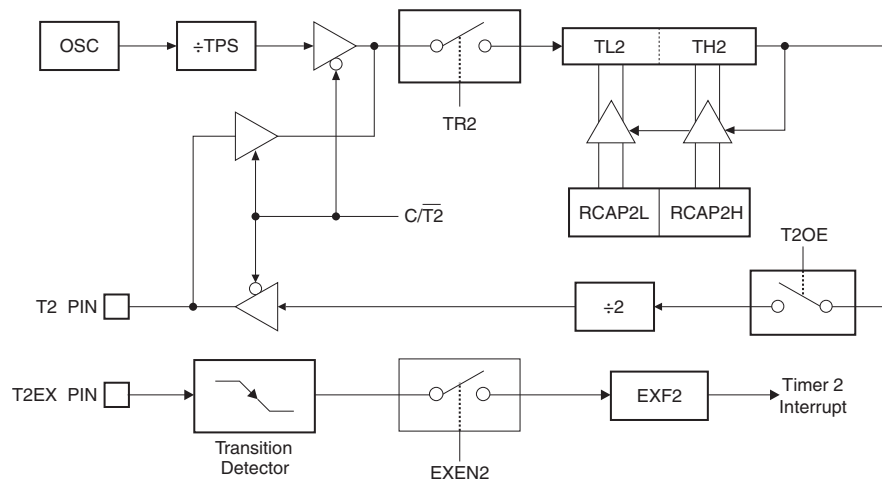 OSC
÷TPS
TL2
TH2
TR2
C/T2
RCAP2L
RCAP2H
T2OE
T2 PIN
÷2
T2EX PIN
Transition
Detector
EXEN2
EXF2
Timer 2
Interrupt